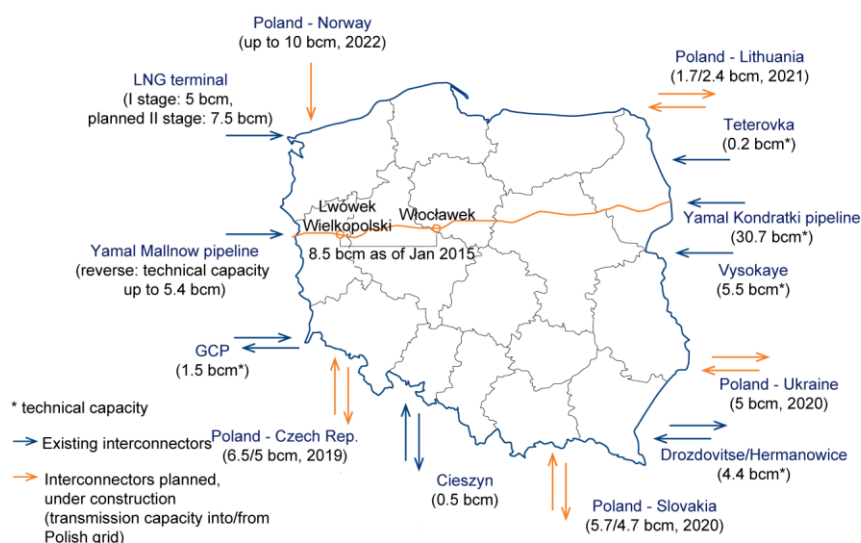 Poland - Norway
(up to 10 bcm, 2022)
LNG terminal
(I stage: 5 bcm,
planned II stage: 7.5 bcm)
Poland - Lithuania
(1.7/2.4 bcm, 2021)
Teterovka
(0.2 bcm*)
Lwówek
Wielkopolski
Włocławek
8.5 bcm as of Jan 2015
Yamal Kondratki pipeline
(30.7 bcm*)
Yamal Mallnow pipeline
(reverse: technical capacity
up to 5.4 bcm)
Vysokaye
(5.5 bcm*)
GCP
(1.5 bcm*)
Poland - Ukraine
(5 bcm, 2020)
* technical capacity
Existing interconnectors
Interconnectors planned,
under construction
(transmission capacity into/from
Polish grid)
Poland - Czech Rep.
(6.5/5 bcm, 2019)
Cieszyn
(0.5 bcm)
Poland - Slovakia
(5.7/4.7 bcm, 2020)
Drozdovitse/Hermanowice
(4.4 bcm*)